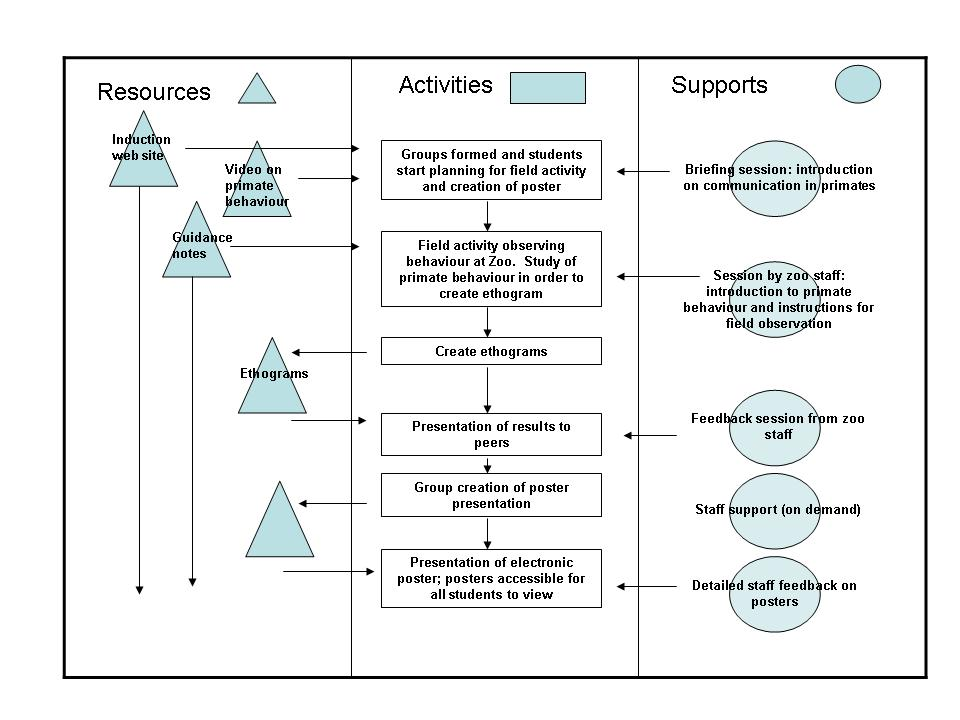 Resources
Activities
Supports
Induction
web site
Video on
primate
behaviour
Guidance
notes
Ethograms
Groups formed and students
start planning for field activity
and creation of poster
Field activity observing
behaviour at Zoo.  Study of
primate behaviour in order to
create ethogram
Create ethograms
Presentation of results to
peers
Group creation of poster
presentation
Presentation of electronic
poster; posters accessible for
all students to view
Briefing session: introduction
on communication in primates
Session by zoo staff:
introduction to primate
behaviour and instructions for
field observation
Feedback session from zoo
staff
Staff support (on demand)
Detailed staff feedback on
posters